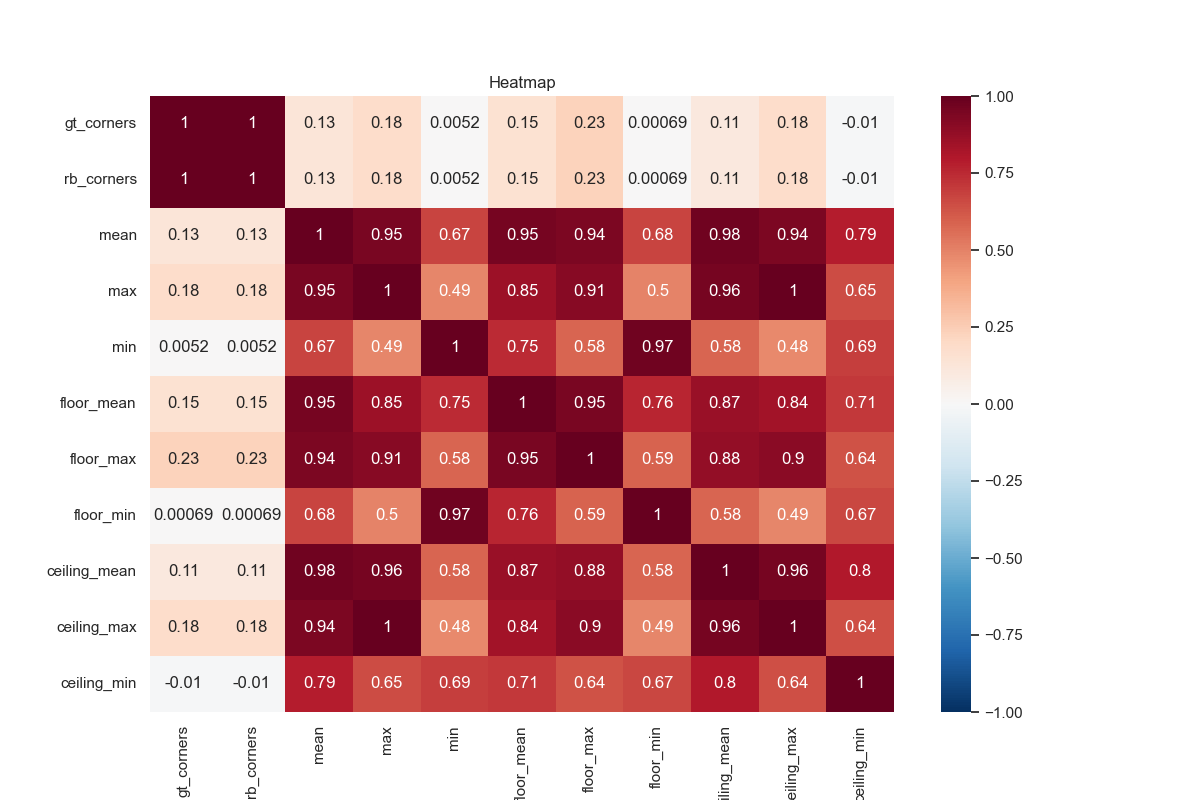 Heatmap
gt_corners 1 1 0.13 0.18 0.0052 0.15 0.23 0.00069 0.11 0.18 -0.01
rb_corners 1 1 0.13 0.18 0.0052 0.15 0.23 0.00069 0.11 0.18 -0.01
mean 0.13 0.13 1 0.95 0.67 0.95 0.94 0.68 0.98 0.94 0.79
max 0.18 0.18 0.95 1 0.49 0.85 0.91 0.5 0.96 1 0.65
min 0.0052 0.0052 0.67 0.49 1 0.75 0.58 0.97 0.58 0.48 0.69
floor_mean 0.15 0.15 0.95 0.85 0.75 1 0.95 0.76 0.87 0.84 0.71
floor_max 0.23 0.23 0.94 0.91 0.58 0.95 1 0.59 0.88 0.9 0.64
floor_min 0.00069 0.00069 0.68 0.5 0.97 0.76 0.59 1 0.58 0.49 0.67
ceiling_mean 0.11 0.11 0.98 0.96 0.58 0.87 0.88 0.58 1 0.96 0.8
ceiling_max 0.18 0.18 0.94 1 0.48 0.84 0.9 0.49 0.96 1 0.64
ceiling_min -0.01 -0.01 0.79 0.65 0.69 0.71 0.64 0.67 0.8 0.64 1
gt_corners
rb_corners
mean
max
min
floor_mean
floor_max
floor_min
iling_mean
eiling_max
ceiling_min
1.00
0.75
0.50
0.25
0.00
−0.25
−0.50
−0.75
−1.00